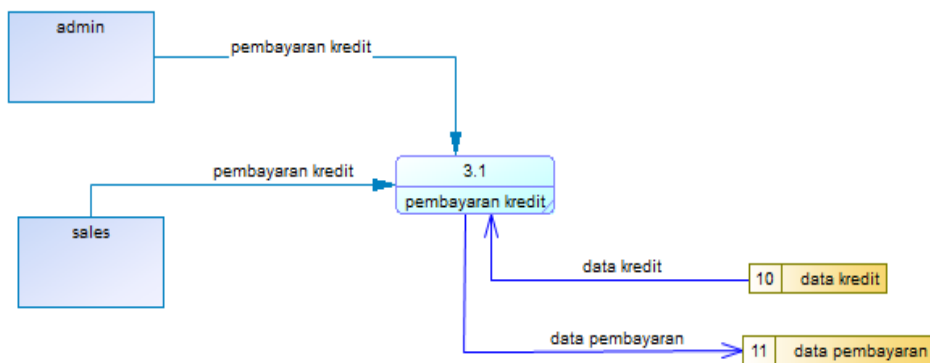 admin
pembayaran kredit
pembayaran kredit
3.1
pembayaran kredit
sales
data kredit
10 data kredit
data pembayaran
11 data pembayaran